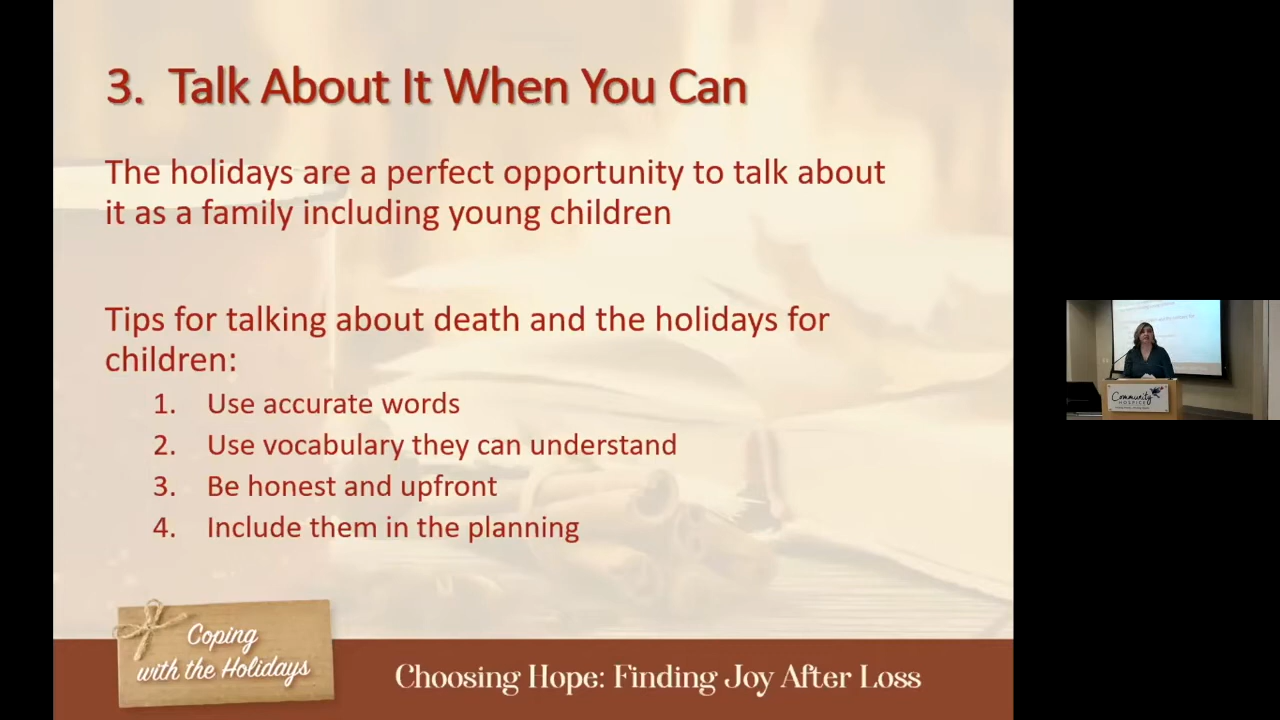 3. Talk About It When You Can
The holidays are a perfect opportunity to talk about
it as a family including young children
Tips for talking about death and the holidays for
children:
1. Use accurate words
2. Use vocabulary they can understand
3. Be honest and upfront
4. Include them in the planning
Coping
with the Holidays
Choosing Hope: Finding Joy After Loss
Community
HOSPICE